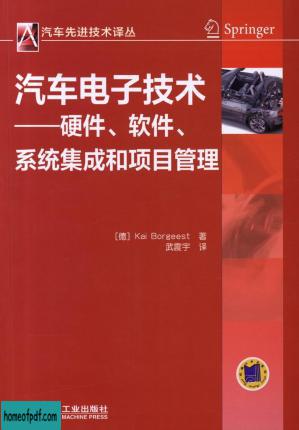 汽车先进技术译丛
Springer
汽车电子技术
——硬件、软件、
系统集成和项目管理
[德] Kai Borgeest 著
武震宇 译
工业出版社
MACHINE PRESS
www.homeofpdf.com